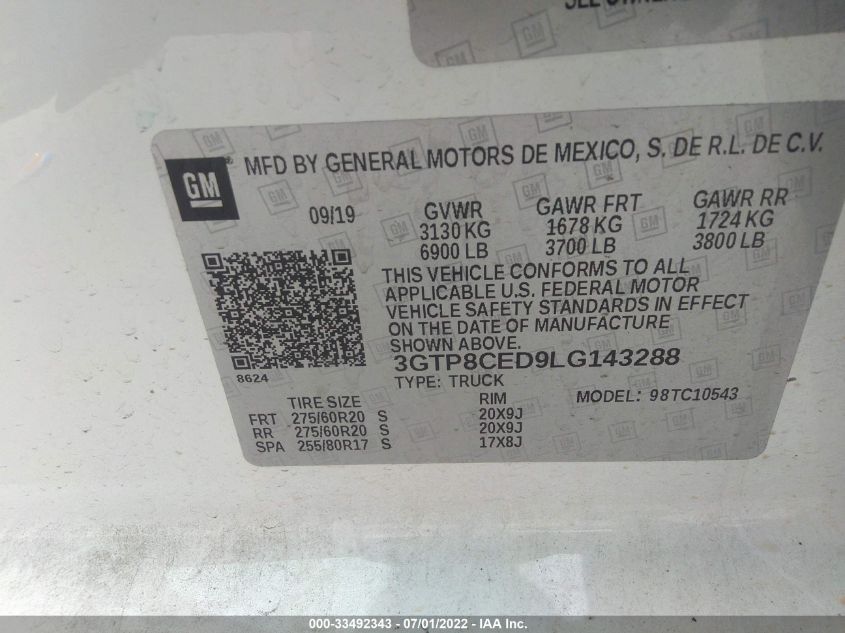 GM
MFD BY GENERAL MOTORS DE MEXICO, S. DE R.L. DE C.V.
09/19 GVWR GAWR FRT GAWR RR
3130 KG 1678 KG 1724 KG
6900 LB 3700 LB 3800 LB
THIS VEHICLE CONFORMS TO ALL
APPLICABLE U.S. FEDERAL MOTOR
VEHICLE SAFETY STANDARDS IN EFFECT
ON THE DATE OF MANUFACTURE
SHOWN ABOVE.
3GTP8CED9LG143288
8624 TYPE: TRUCK MODEL: 98TC10543
TIRE SIZE RIM
FRT 275/60R20 S 20X9J
RR 275/60R20 S 20X9J
SPA 255/80R17 S 17X8J
000-33492343 - 07/01/2022 - IAA Inc.